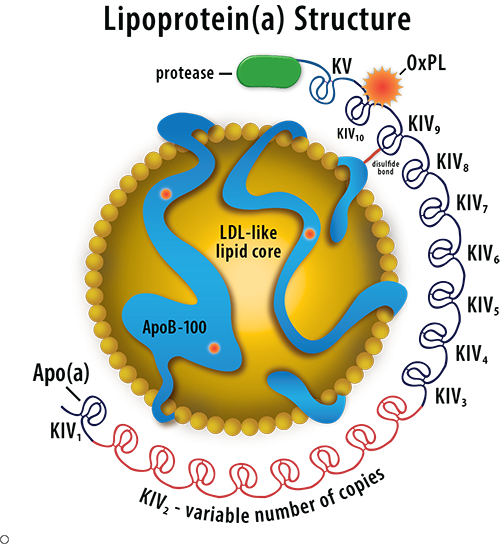 Lipoprotein(a) Structure
protease
KV
OxPL
KIV10
KIV9
disulfide
bond
KIV8
KIV7
LDL-like
lipid core
KIV6
KIV5
ApoB-100
KIV4
Apo(a)
KIV3
KIV1
KIV2 - variable number of copies